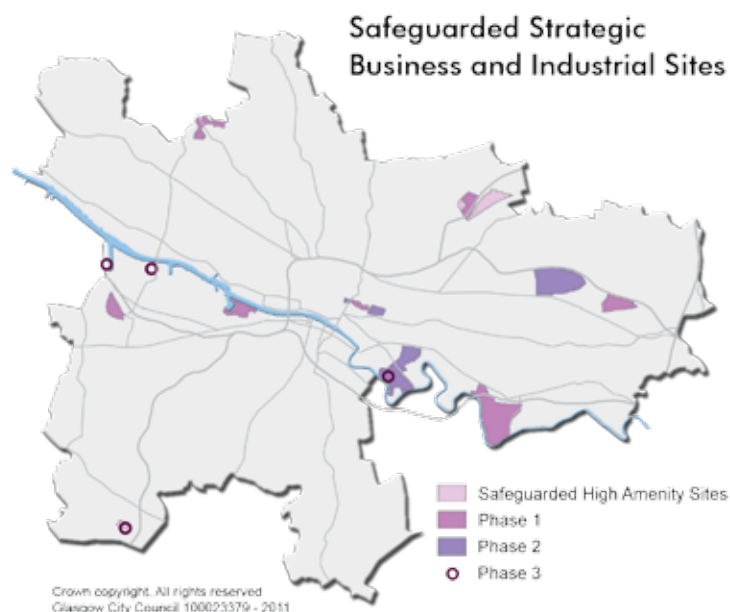 Safeguarded Strategic
Business and Industrial Sites
Safeguarded High Amenity Sites
Phase 1
Phase 2
Phase 3
Crown copyright. All rights reserved
Glasgow City Council 100023379 - 2011